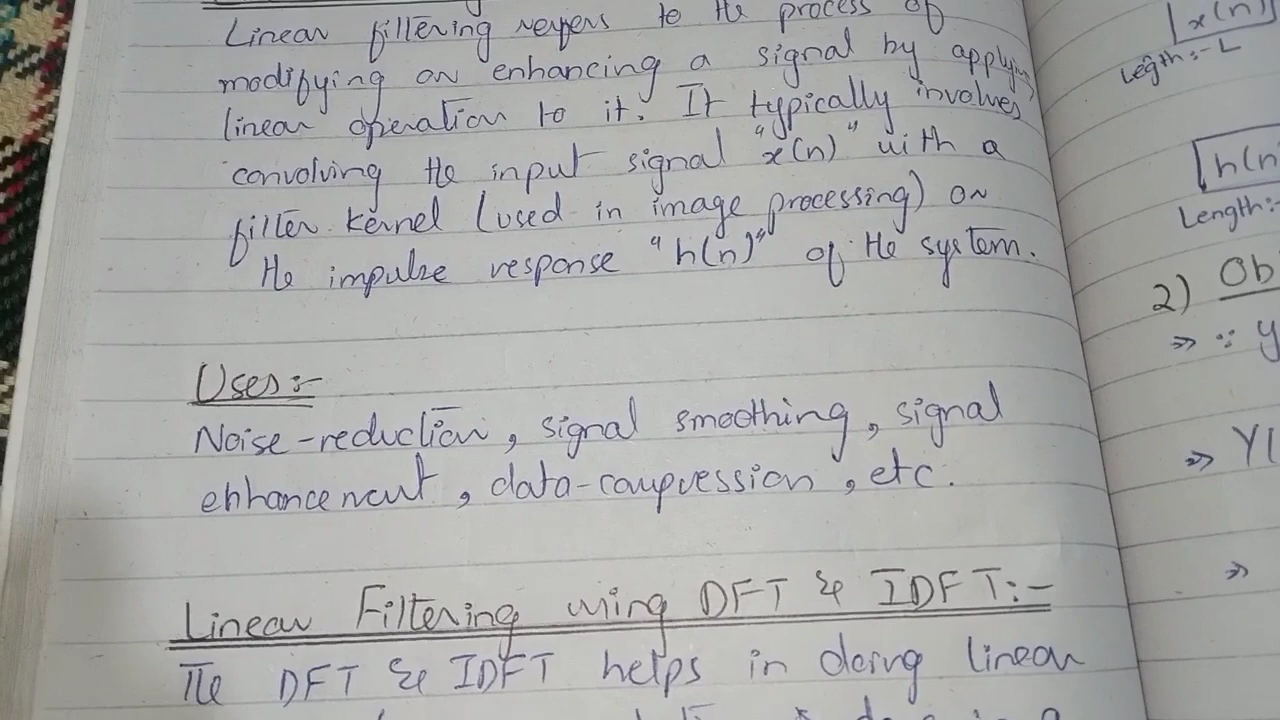 Linear filtering refers to the process of
modifying or enhancing a signal by applying
linear operation to it. It typically involves
convolving the input signal "x(n)" with a
filter kernel (used in image processing) or
the impulse response "h(n)" of the system.
Uses:-
Noise-reduction, signal smoothing, signal
enhancement, data-compression, etc.
Linear Filtering using DFT & IDFT:-
The DFT & IDFT helps in doing linear
x(n)
Legth:- L
h(n
Length:-
2) Ob
⇒ ∵ y
⇒ Y(
⇒